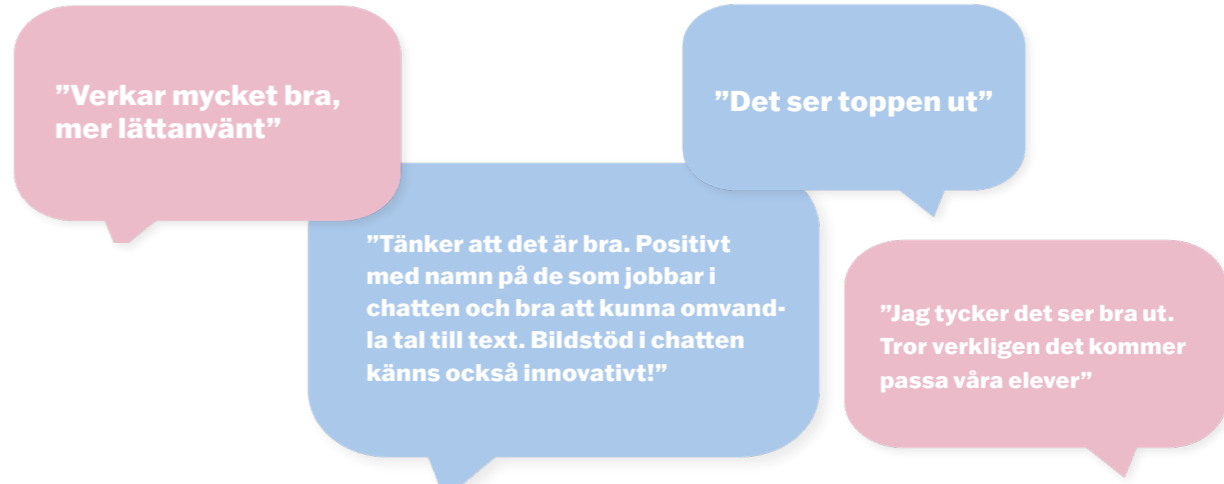 ”Verkar mycket bra,
mer lättanvänt”
”Det ser toppen ut”
”Tänker att det är bra. Positivt
med namn på de som jobbar i
chatten och bra att kunna omvand-
la tal till text. Bildstöd i chatten
känns också innovativt!”
”Jag tycker det ser bra ut.
Tror verkligen det kommer
passa våra elever”